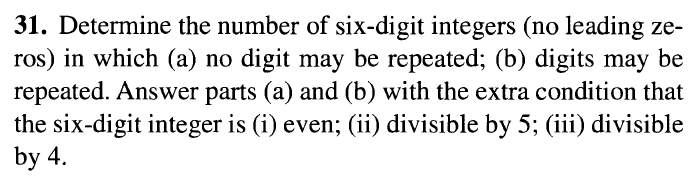 31. Determine the number of six-digit integers (no leading ze-
ros) in which (a) no digit may be repeated; (b) digits may be
repeated. Answer parts (a) and (b) with the extra condition that
the six-digit integer is (i) even; (ii) divisible by 5; (iii) divisible
by 4.